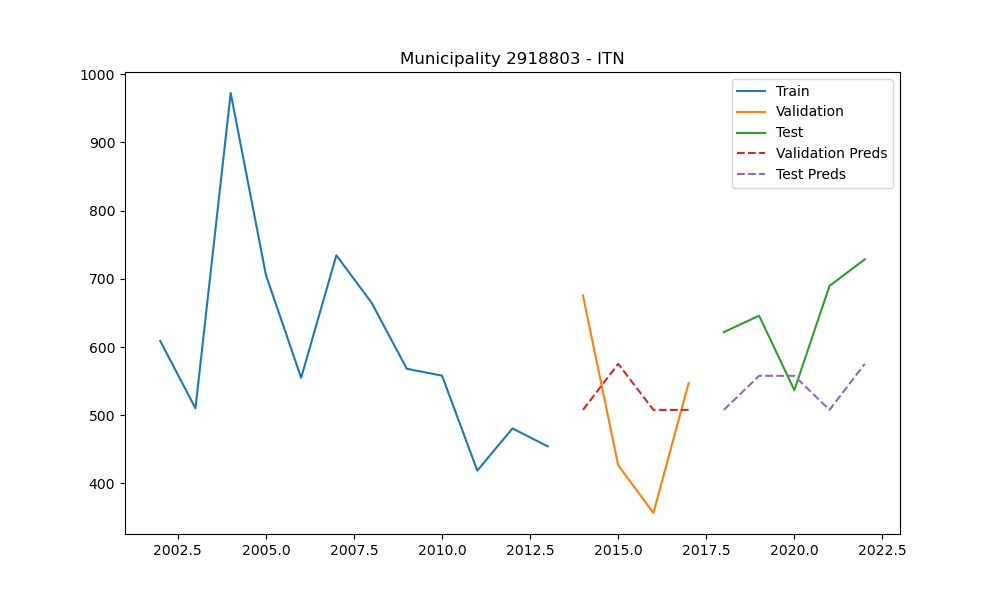 Municipality 2918803 - ITN
1000
900
800
700
600
500
400
Train
Validation
Test
Validation Preds
Test Preds
2002.5 2005.0 2007.5 2010.0 2012.5 2015.0 2017.5 2020.0 2022.5